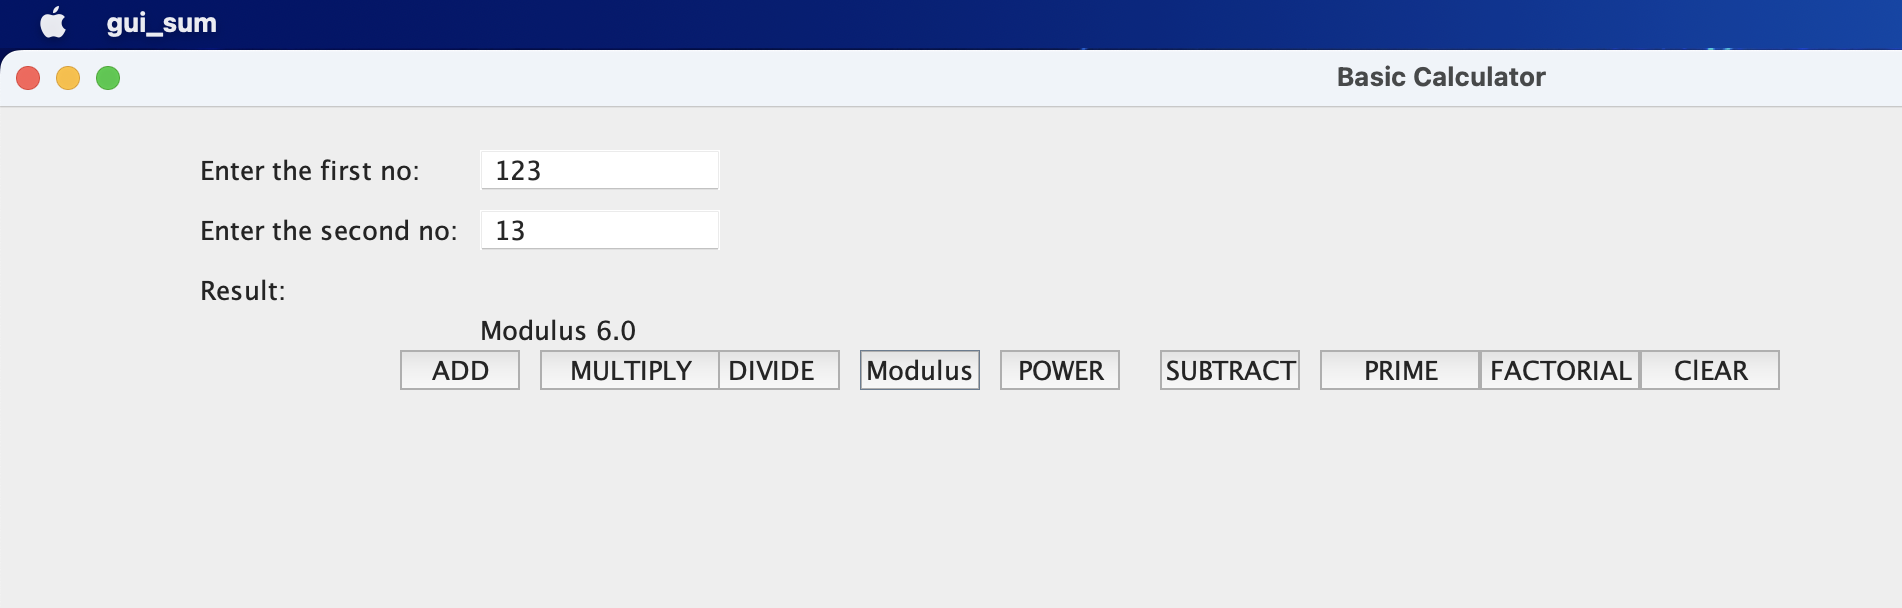 gui_sum
Basic Calculator
Enter the first no: 123
Enter the second no: 13
Result:
Modulus 6.0
ADD MULTIPLY DIVIDE Modulus POWER SUBTRACT PRIME FACTORIAL ClEAR